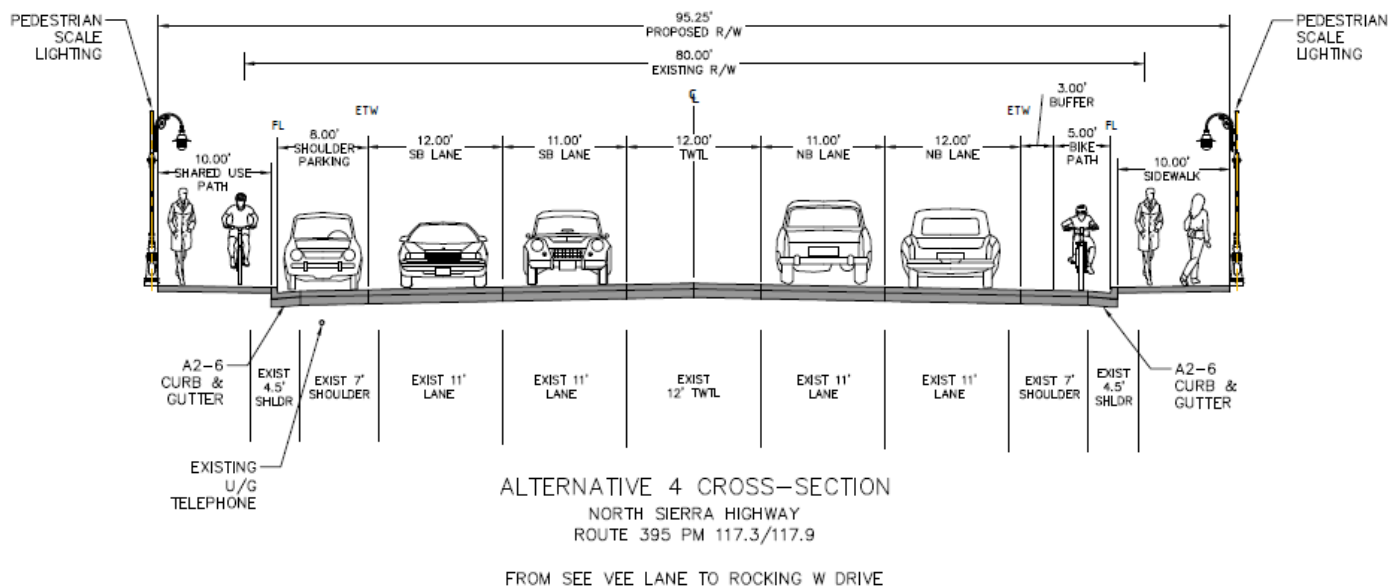 PEDESTRIAN
SCALE
LIGHTING
95.25'
PROPOSED R/W
PEDESTRIAN
SCALE
LIGHTING
80.00'
EXISTING R/W
10.00'
SHARED USE
PATH
FL
8.00'
SHOULDER
PARKING
ETW
12.00'
SB LANE
11.00'
SB LANE
℄
12.00'
TWTL
11.00'
NB LANE
12.00'
NB LANE
ETW
3.00'
BUFFER
5.00'
BIKE
PATH
FL
10.00'
SIDEWALK
A2-6
CURB &
GUTTER
EXIST
4.5'
SHLDR
EXIST 7'
SHOULDER
EXIST 11'
LANE
EXIST 11'
LANE
EXIST
12' TWTL
EXIST 11'
LANE
EXIST 11'
LANE
EXIST 7'
SHOULDER
EXIST
4.5'
SHLDR
A2-6
CURB &
GUTTER
EXISTING
U/G
TELEPHONE
ALTERNATIVE 4 CROSS-SECTION
NORTH SIERRA HIGHWAY
ROUTE 395 PM 117.3/117.9
FROM SEE VEE LANE TO ROCKING W DRIVE